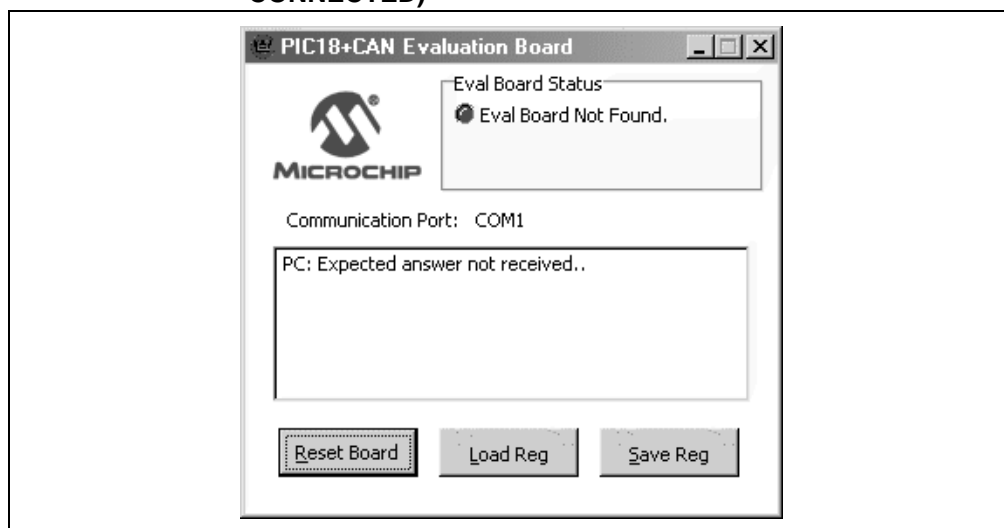 CONNECTED)
PIC18+CAN Evaluation Board
Eval Board Status
Eval Board Not Found.
MICROCHIP
Communication Port: COM1
PC: Expected answer not received..
Reset Board Load Reg Save Reg